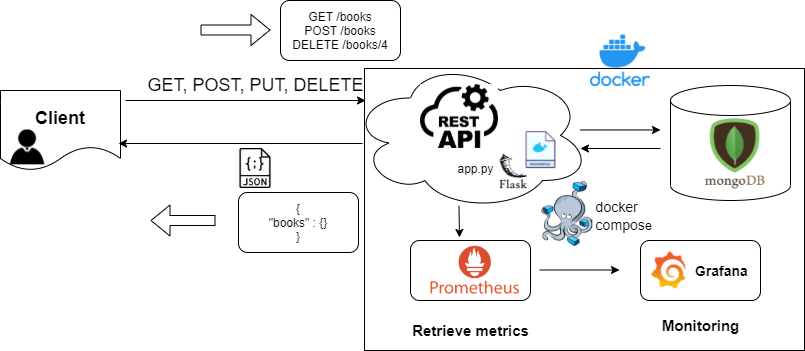 GET /books
POST /books
DELETE /books/4
docker
GET, POST, PUT, DELETE
Client
REST
API
mongoDB
{;}
JSON
app.py
Flask
{
"books" : {}
}
docker
compose
Prometheus
Grafana
Retrieve metrics
Monitoring